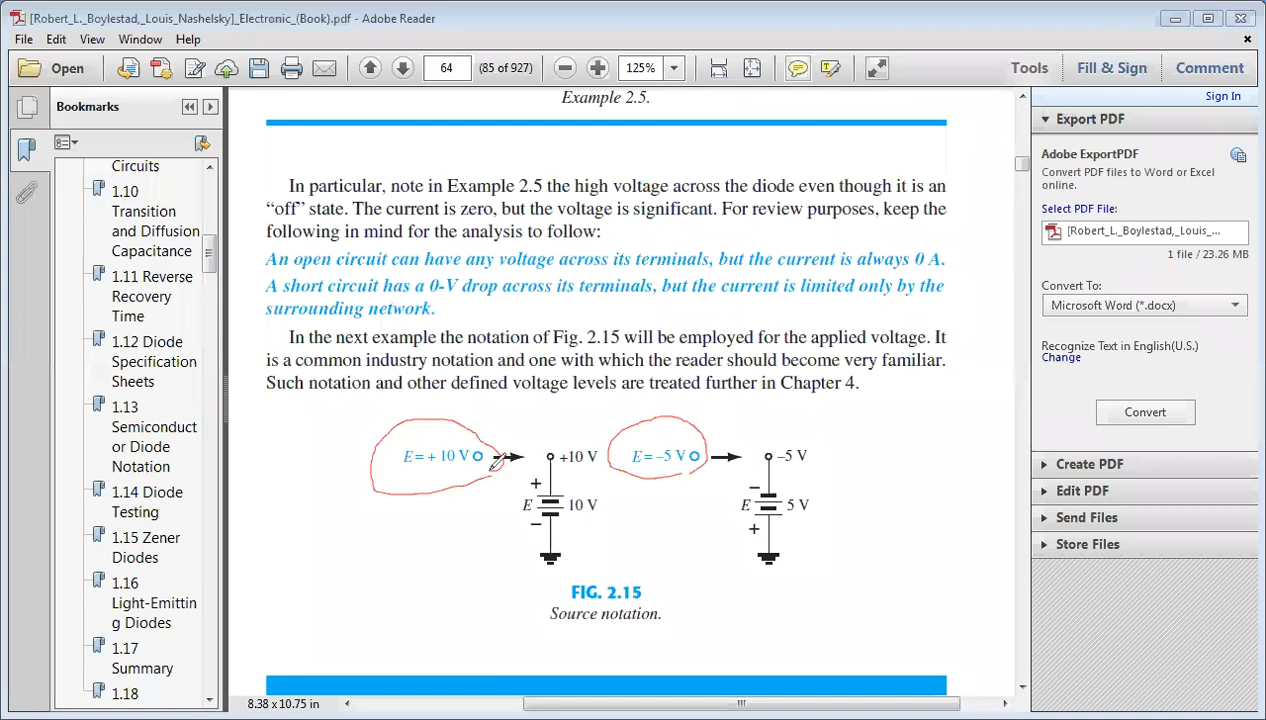 [Robert_L._Boylestad,_Louis_Nashelsky]_Electronic_(Book).pdf - Adobe Reader
File Edit View Window Help
Open 64 (85 of 927) 125% Tools Fill & Sign Comment
Sign In
Bookmarks
Circuits
1.10
Transition
and Diffusion
Capacitance
1.11 Reverse
Recovery
Time
1.12 Diode
Specification
Sheets
1.13
Semiconduct
or Diode
Notation
1.14 Diode
Testing
1.15 Zener
Diodes
1.16
Light-Emittin
g Diodes
1.17
Summary
1.18
Example 2.5.
In particular, note in Example 2.5 the high voltage across the diode even though it is an
“off” state. The current is zero, but the voltage is significant. For review purposes, keep the
following in mind for the analysis to follow:
An open circuit can have any voltage across its terminals, but the current is always 0 A.
A short circuit has a 0-V drop across its terminals, but the current is limited only by the
surrounding network.
In the next example the notation of Fig. 2.15 will be employed for the applied voltage. It
is a common industry notation and one with which the reader should become very familiar.
Such notation and other defined voltage levels are treated further in Chapter 4.
E = + 10 V +10 V E = –5 V –5 V
+ –
E 10 V E 5 V
– +
FIG. 2.15
Source notation.
8.38 x 10.75 in
Export PDF
Adobe ExportPDF
Convert PDF files to Word or Excel
online.
Select PDF File:
[Robert_L._Boylestad,_Louis_...
1 file / 23.26 MB
Convert To:
Microsoft Word (*.docx)
Recognize Text in English(U.S.)
Change
Convert
Create PDF
Edit PDF
Send Files
Store Files